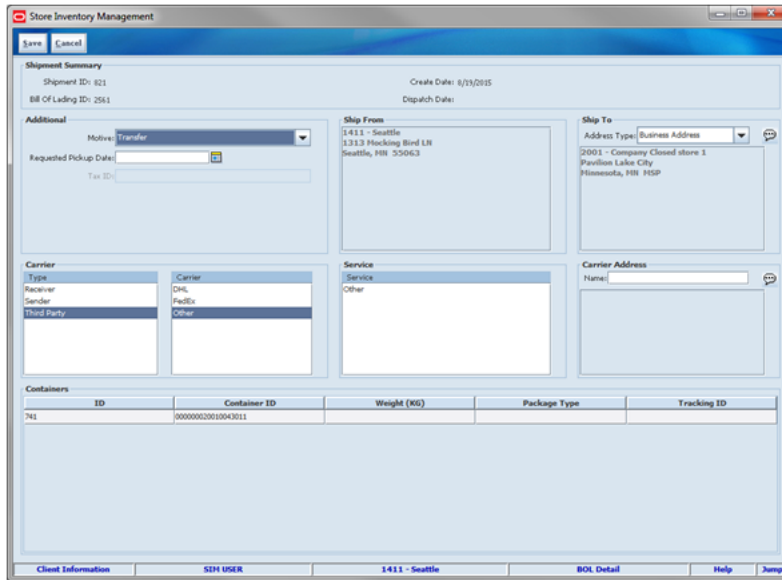 Store Inventory Management
Save Cancel
Shipment Summary
Shipment ID: 821
Create Date: 8/19/2015
Bill Of Lading ID: 2561
Dispatch Date:
Additional
Motive: Transfer
Requested Pickup Date:
Tax ID:
Ship From
1411 - Seattle
1313 Mocking Bird LN
Seattle, MN 55063
Ship To
Address Type: Business Address
2001 - Company Closed store 1
Pavilion Lake City
Minnesota, MN MSP
Carrier
Type
Receiver
Sender
Third Party
Carrier
DHL
FedEx
Other
Service
Service
Other
Carrier Address
Name:
Containers
ID Container ID Weight (KG) Package Type Tracking ID
741 000000020010043011
Client Information SIM USER 1411 - Seattle BOL Detail Help Jump